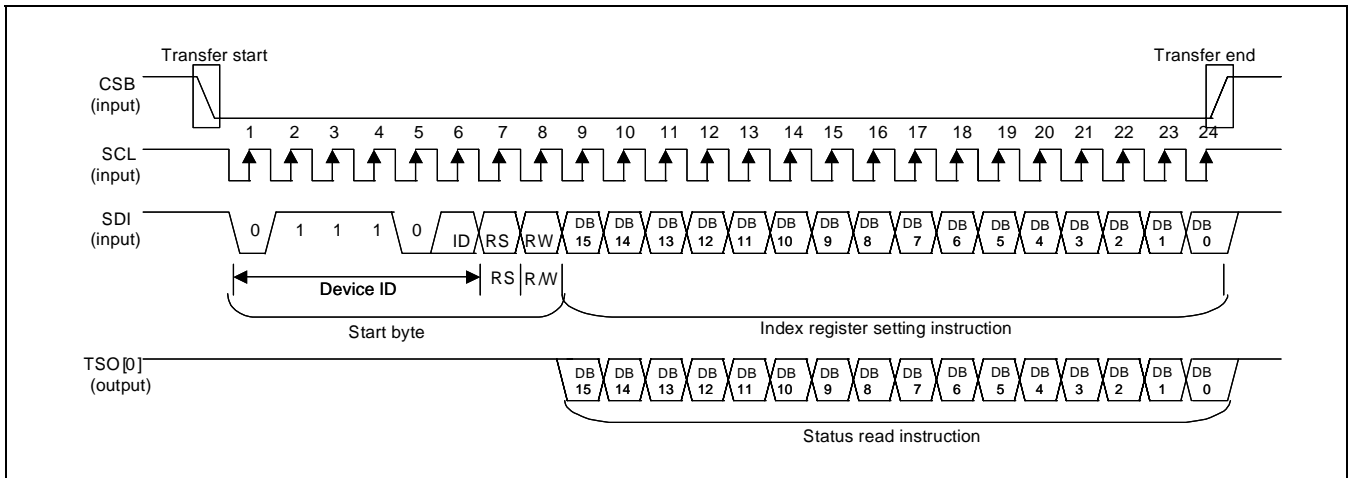 Transfer start Transfer end
CSB
(input)
1 2 3 4 5 6 7 8 9 10 11 12 13 14 15 16 17 18 19 20 21 22 23 24
SCL
(input)
SDI
(input)
0 1 1 1 0 ID RS RW DB 15 DB 14 DB 13 DB 12 DB 11 DB 10 DB 9 DB 8 DB 7 DB 6 DB 5 DB 4 DB 3 DB 2 DB 1 DB 0
Device ID RS R/W
Start byte Index register setting instruction
TSO[0]
(output)
DB 15 DB 14 DB 13 DB 12 DB 11 DB 10 DB 9 DB 8 DB 7 DB 6 DB 5 DB 4 DB 3 DB 2 DB 1 DB 0
Status read instruction